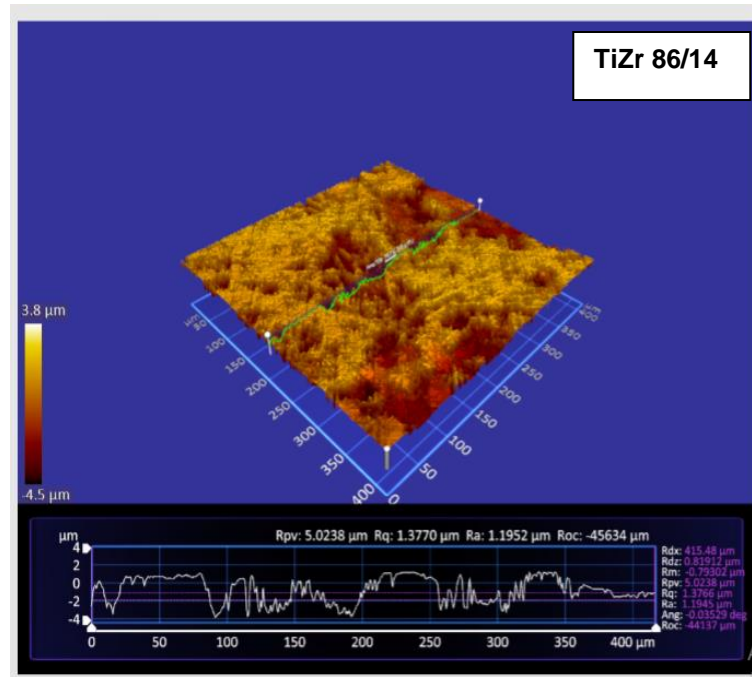 TiZr 86/14
3.8 µm
-4.5 µm
µm
50
100
150
200
250
300
350
400
0
50
100
150
200
250
300
350
400
µm
µm
Rpv: 5.0238 µm Rq: 1.3770 µm Ra: 1.1952 µm Roc: -45634 µm
4
2
0
-2
-4
0 50 100 150 200 250 300 350 400 µm
Rdx: 415.48 µm
Rdz: 0.81912 µm
Rm: -0.79302 µm
Rpv: 5.0238 µm
Rq: 1.3766 µm
Ra: 1.1945 µm
Ang: -0.03529 deg
Roc: -44137 µm